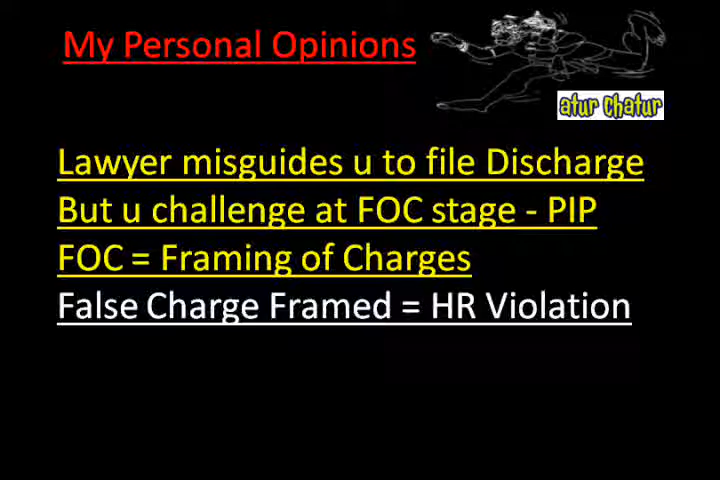 My Personal Opinions
atur chatur
Lawyer misguides u to file Discharge
But u challenge at FOC stage - PIP
FOC = Framing of Charges
False Charge Framed = HR Violation